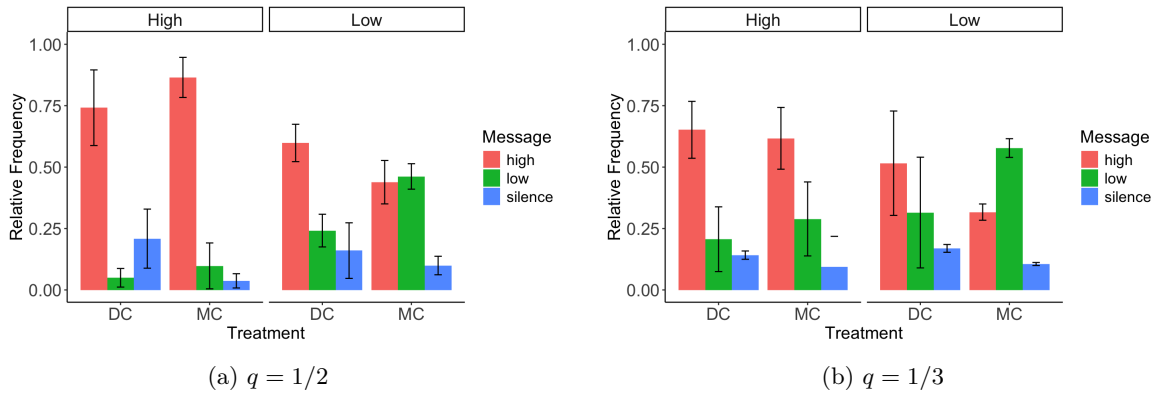 High Low
1.00
0.75
0.50
0.25
0.00
Relative Frequency
DC MC DC MC
Treatment
Message
high
low
silence
(a) q = 1/2
High Low
1.00
0.75
0.50
0.25
0.00
Relative Frequency
DC MC DC MC
Treatment
Message
high
low
silence
(b) q = 1/3